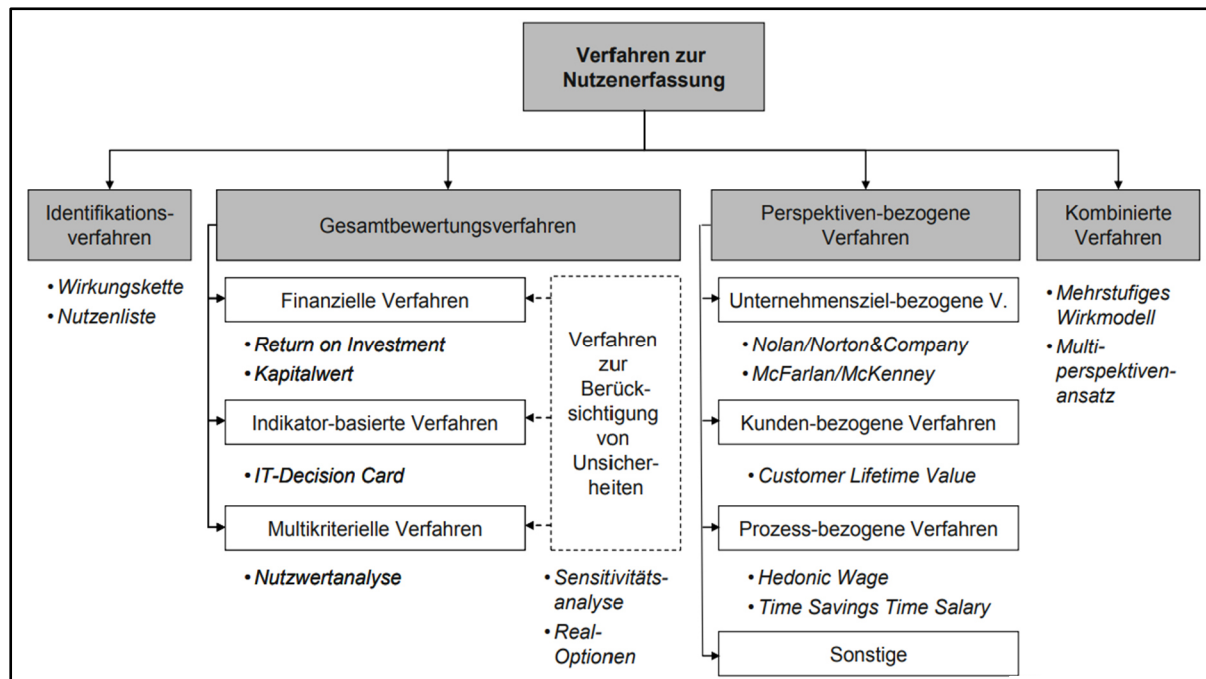 Verfahren zur
Nutzenerfassung
Identifikations-
verfahren
• Wirkungskette
• Nutzenliste
Gesamtbewertungsverfahren
Finanzielle Verfahren
• Return on Investment
• Kapitalwert
Indikator-basierte Verfahren
• IT-Decision Card
Multikriterielle Verfahren
• Nutzwertanalyse
Verfahren
zur
Berück-
sichtigung
von
Unsicher-
heiten
• Sensitivitäts-
analyse
• Real-
Optionen
Perspektiven-bezogene
Verfahren
Unternehmensziel-bezogene V.
• Nolan/Norton&Company
• McFarlan/McKenney
Kunden-bezogene Verfahren
• Customer Lifetime Value
Prozess-bezogene Verfahren
• Hedonic Wage
• Time Savings Time Salary
Sonstige
Kombinierte
Verfahren
• Mehrstufiges
Wirkmodell
• Multi-
perspektiven-
ansatz